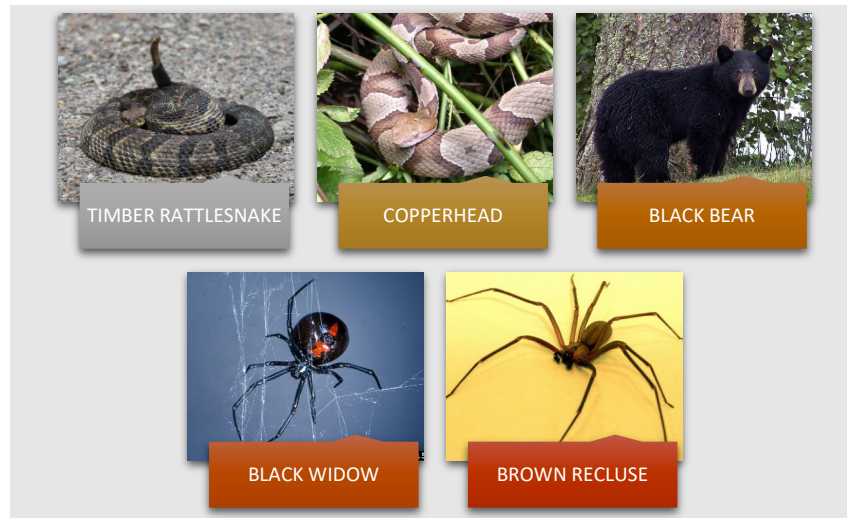 TIMBER RATTLESNAKE
COPPERHEAD
BLACK BEAR
BLACK WIDOW
BROWN RECLUSE